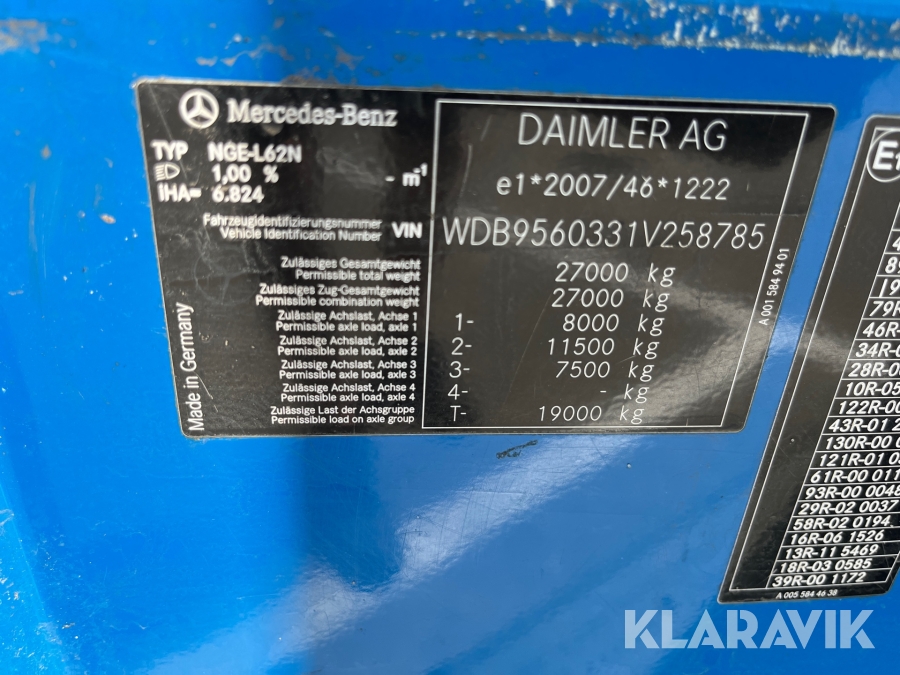 Mercedes-Benz
TYP NGE-L62N
1,00 % - m⁻¹
IHA= 6.824
Fahrzeugidentifizierungsnummer
Vehicle Identification Number VIN
Zulässiges Gesamtgewicht
Permissible total weight
Zulässiges Zug-Gesamtgewicht
Permissible combination weight
Zulässige Achslast, Achse 1
Permissible axle load, axle 1
Zulässige Achslast, Achse 2
Permissible axle load, axle 2
Zulässige Achslast, Achse 3
Permissible axle load, axle 3
Zulässige Achslast, Achse 4
Permissible axle load, axle 4
Zulässige Last der Achsgruppe
Permissible load on axle group
Made in Germany
DAIMLER AG
e1*2007/46*1222
WDB9560331V258785
27000 kg
27000 kg
1- 8000 kg
2- 11500 kg
3- 7500 kg
4- - kg
T- 19000 kg
A 001 584 94 01
E
79R
46R-
34R-0
28R-0
10R-05
122R-00
43R-01 2
130R-00 0
121R-01 0
61R-00 011
93R-00 0048
29R-02 0037
58R-02 0194
16R-06 1526
13R-11 5469
18R-03 0585
39R-00 1172
A 005 584 46 38
KLARAVIK